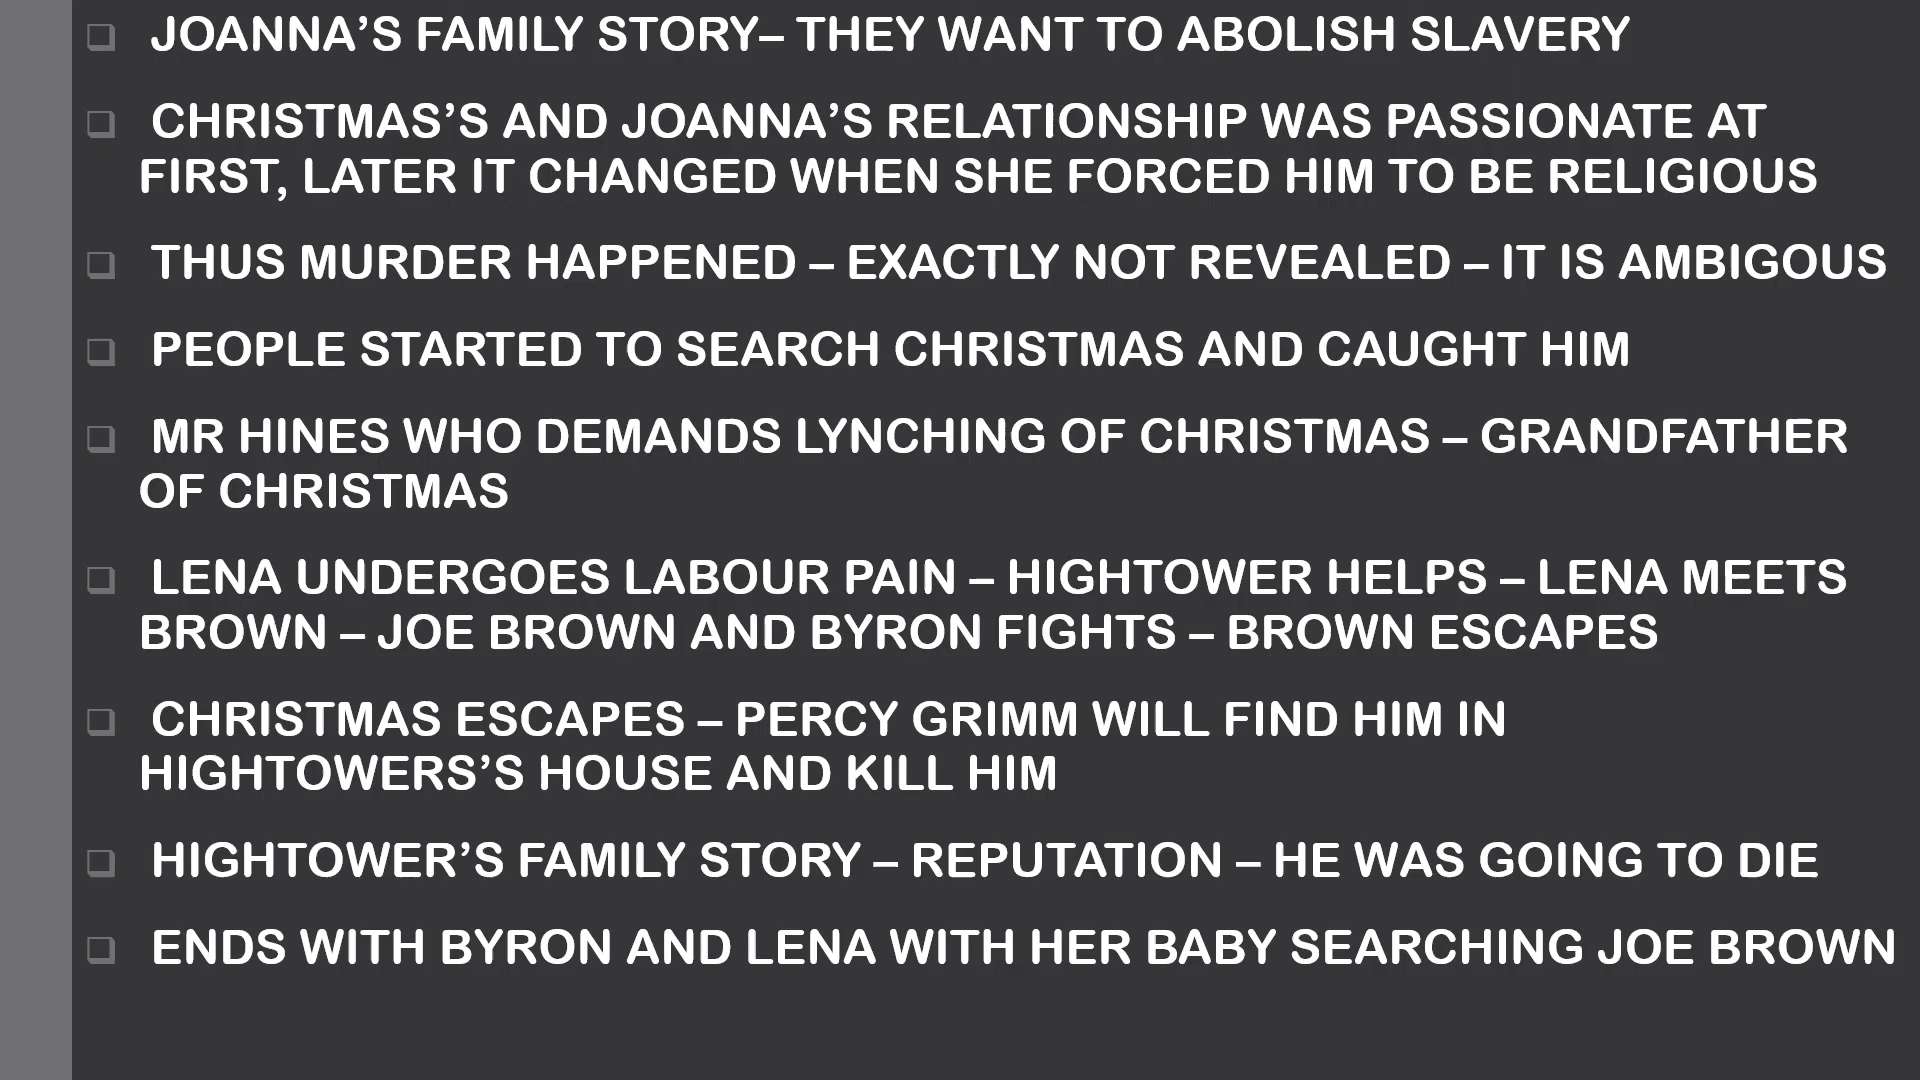 JOANNA’S FAMILY STORY– THEY WANT TO ABOLISH SLAVERY
CHRISTMAS’S AND JOANNA’S RELATIONSHIP WAS PASSIONATE AT
FIRST, LATER IT CHANGED WHEN SHE FORCED HIM TO BE RELIGIOUS
THUS MURDER HAPPENED – EXACTLY NOT REVEALED – IT IS AMBIGOUS
PEOPLE STARTED TO SEARCH CHRISTMAS AND CAUGHT HIM
MR HINES WHO DEMANDS LYNCHING OF CHRISTMAS – GRANDFATHER
OF CHRISTMAS
LENA UNDERGOES LABOUR PAIN – HIGHTOWER HELPS – LENA MEETS
BROWN – JOE BROWN AND BYRON FIGHTS – BROWN ESCAPES
CHRISTMAS ESCAPES – PERCY GRIMM WILL FIND HIM IN
HIGHTOWERS’S HOUSE AND KILL HIM
HIGHTOWER’S FAMILY STORY – REPUTATION – HE WAS GOING TO DIE
ENDS WITH BYRON AND LENA WITH HER BABY SEARCHING JOE BROWN